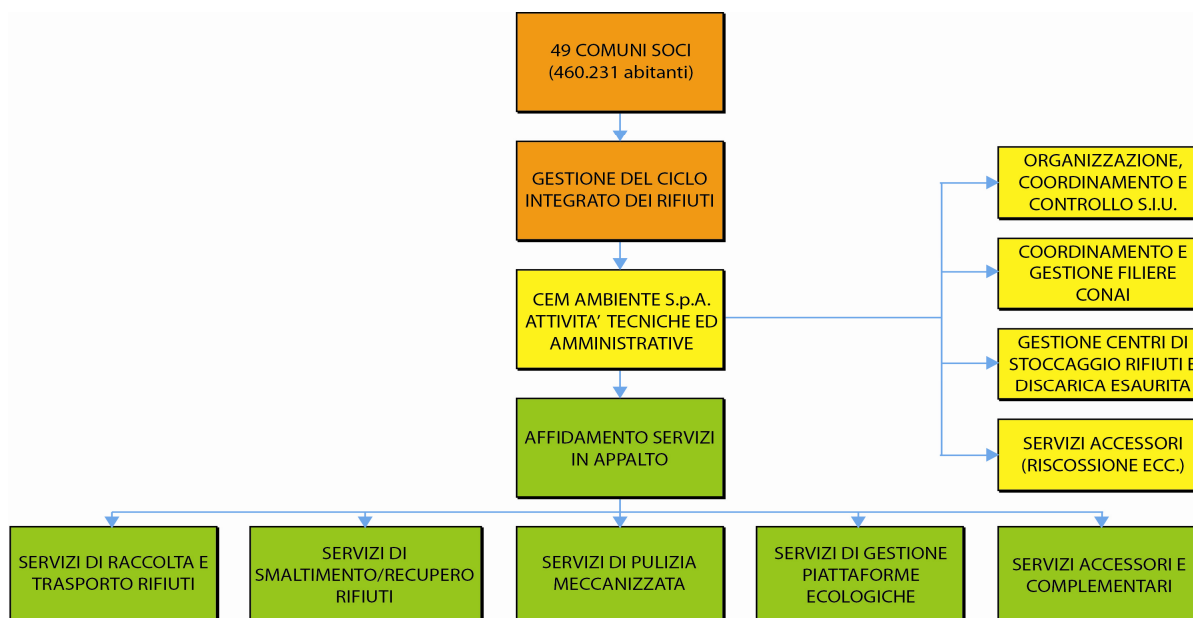 49 COMUNI SOCI
(460.231 abitanti)
GESTIONE DEL CICLO
INTEGRATO DEI RIFIUTI
CEM AMBIENTE S.p.A.
ATTIVITA’ TECNICHE ED
AMMINISTRATIVE
AFFIDAMENTO SERVIZI
IN APPALTO
ORGANIZZAZIONE,
COORDINAMENTO E
CONTROLLO S.I.U.
COORDINAMENTO E
GESTIONE FILIERE
CONAI
GESTIONE CENTRI DI
STOCCAGGIO RIFIUTI E
DISCARICA ESAURITA
SERVIZI ACCESSORI
(RISCOSSIONE ECC.)
SERVIZI DI RACCOLTA E
TRASPORTO RIFIUTI
SERVIZI DI
SMALTIMENTO/RECUPERO
RIFIUTI
SERVIZI DI PULIZIA
MECCANIZZATA
SERVIZI DI GESTIONE
PIATTAFORME
ECOLOGICHE
SERVIZI ACCESSORI E
COMPLEMENTARI